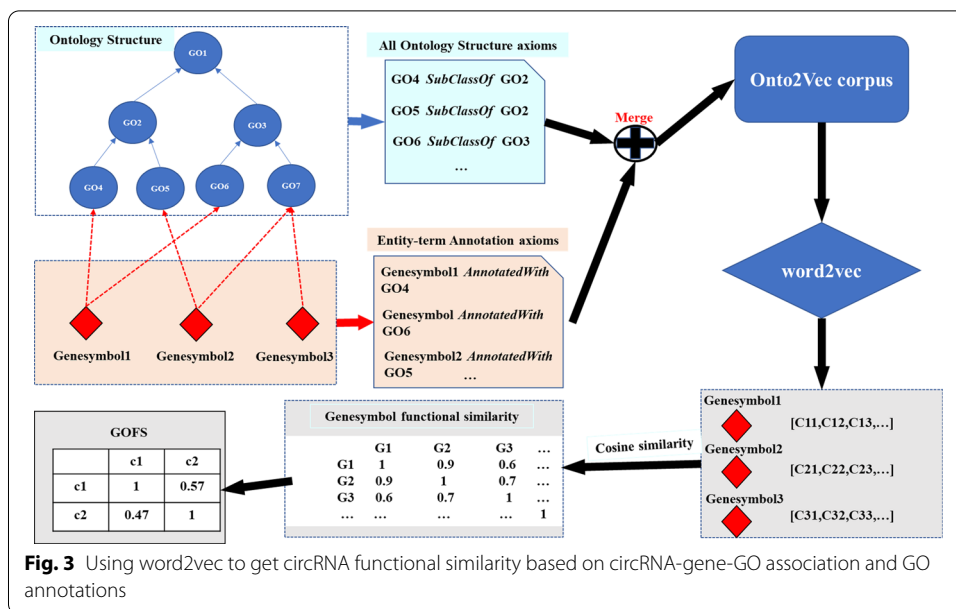 Ontology Structure
GO1
GO2
GO3
GO4
GO5
GO6
GO7
Genesymbol1
Genesymbol2
Genesymbol3
All Ontology Structure axioms
GO4 SubClassOf GO2
GO5 SubClassOf GO2
GO6 SubClassOf GO3
...
Entity-term Annotation axioms
Genesymbol1 AnnotatedWith
GO4
Genesymbol AnnotatedWith
GO6
Genesymbol2 AnnotatedWith
GO5 ...
Merge
Onto2Vec corpus
word2vec
Genesymbol1
[C11,C12,C13,...]
Genesymbol2
[C21,C22,C23,...]
Genesymbol3
[C31,C32,C33,...]
Cosine similarity
Genesymbol functional similarity
G1 G2 G3 ...
G1 1 0.9 0.6 ...
G2 0.9 1 0.7 ...
G3 0.6 0.7 1 ...
... ... ... ... 1
GOFS
c1 c2
c1 1 0.57
c2 0.47 1
Fig. 3 Using word2vec to get circRNA functional similarity based on circRNA-gene-GO association and GO
annotations